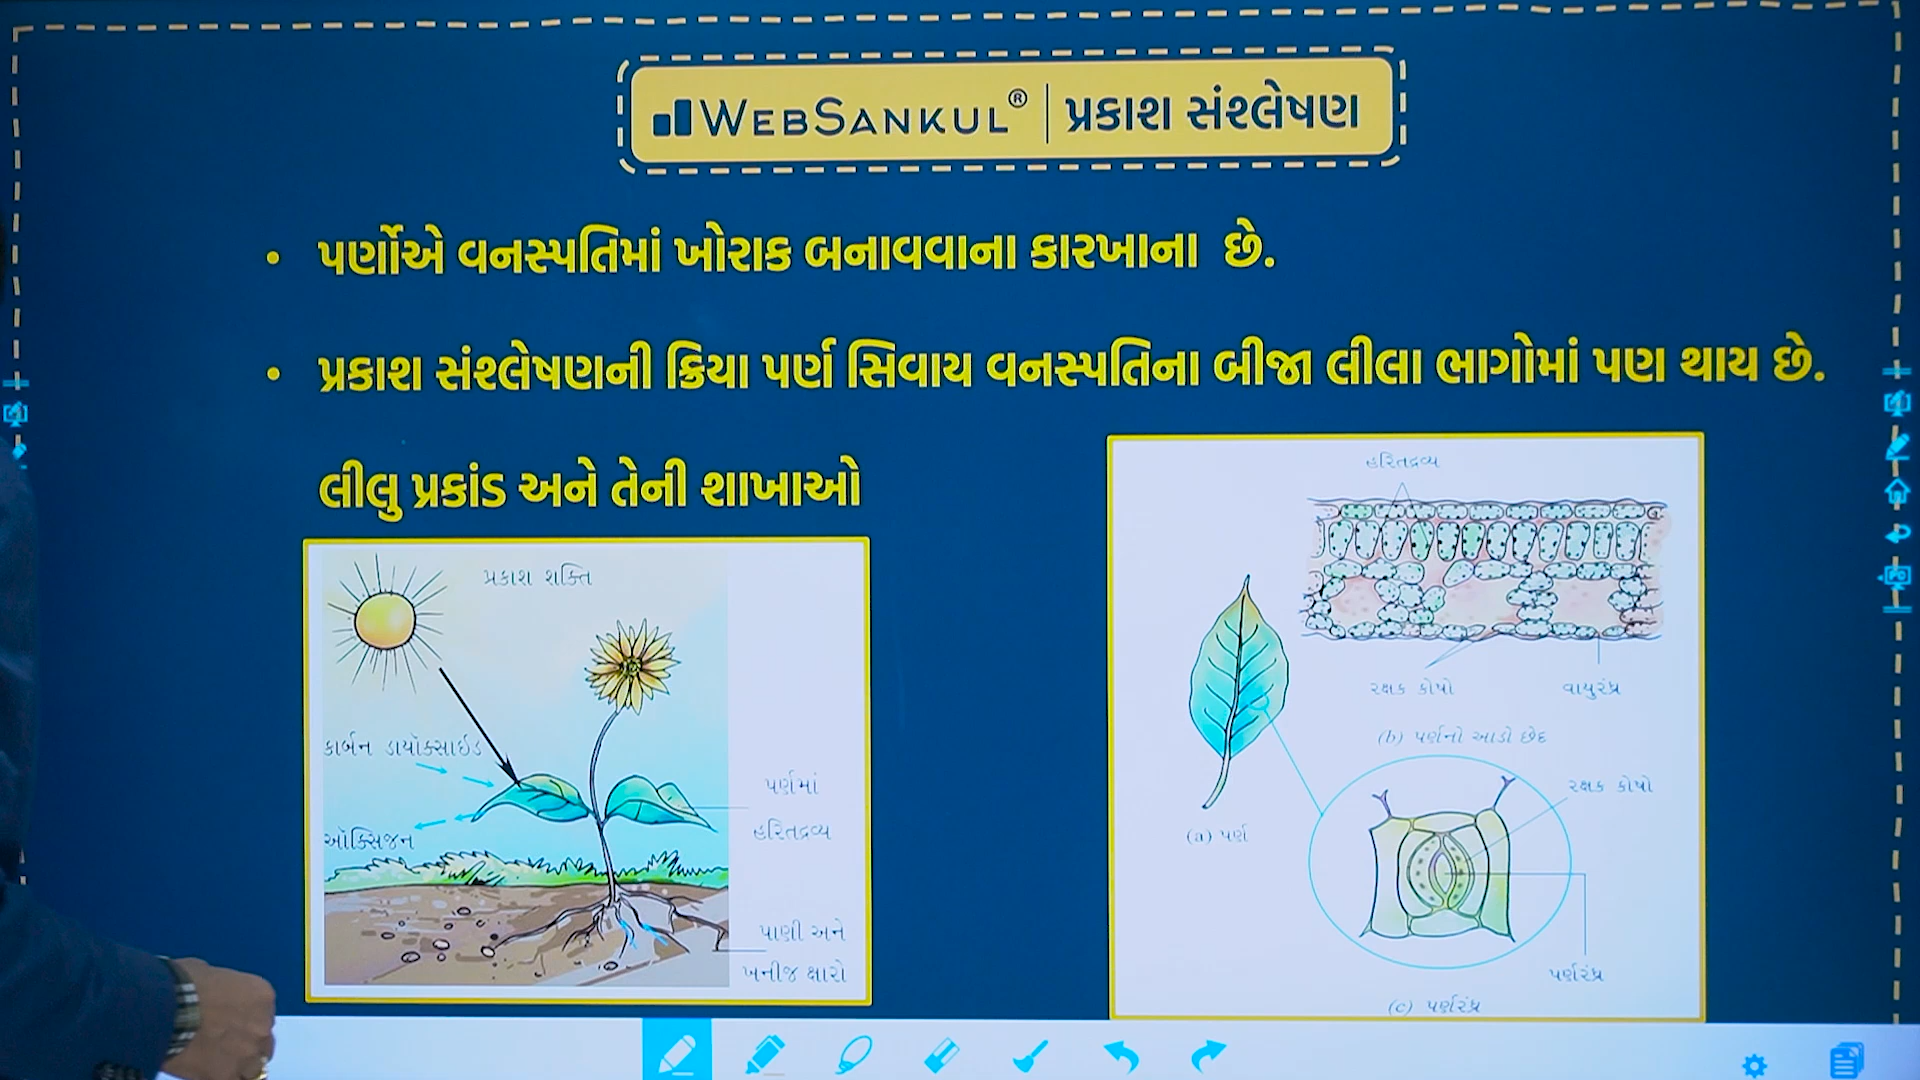 WEBSANKUL® | પ્રકાશ સંશ્લેષણ
• પર્ણોએ વનસ્પતિમાં ખોરાક બનાવવાના કારખાના છે.
• પ્રકાશ સંશ્લેષણની ક્રિયા પર્ણ સિવાય વનસ્પતિના બીજા લીલા ભાગોમાં પણ થાય છે.
લીલુ પ્રકાંડ અને તેની શાખાઓ
પ્રકાશ શક્તિ
કાર્બન ડાયૉક્સાઇડ
ઑક્સિજન
પર્ણમાં
હરિતદ્રવ્ય
પાણી અને
ખનીજ ક્ષારો
હરિતદ્રવ્ય
રક્ષક કોષો
વાયુરંધ્ર
(b) પર્ણનો આડો છેદ
રક્ષક કોષો
(a) પર્ણ
પર્ણરંધ્ર
(c) પર્ણરંધ્ર